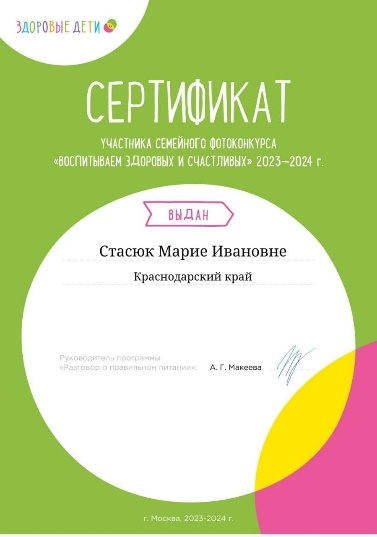 ЗДОРОВЫЕ ДЕТИ
СЕРТИФИКАТ
УЧАСТНИКА СЕМЕЙНОГО ФОТОКОНКУРСА
«ВОСПИТЫВАЕМ ЗДОРОВЫХ И СЧАСТЛИВЫХ» 2023–2024 г.
ВЫДАН
Стасюк Марие Ивановне
Краснодарский край
Руководитель программы
«Разговор о правильном питании»: А. Г. Макеева
г. Москва, 2023-2024 г.